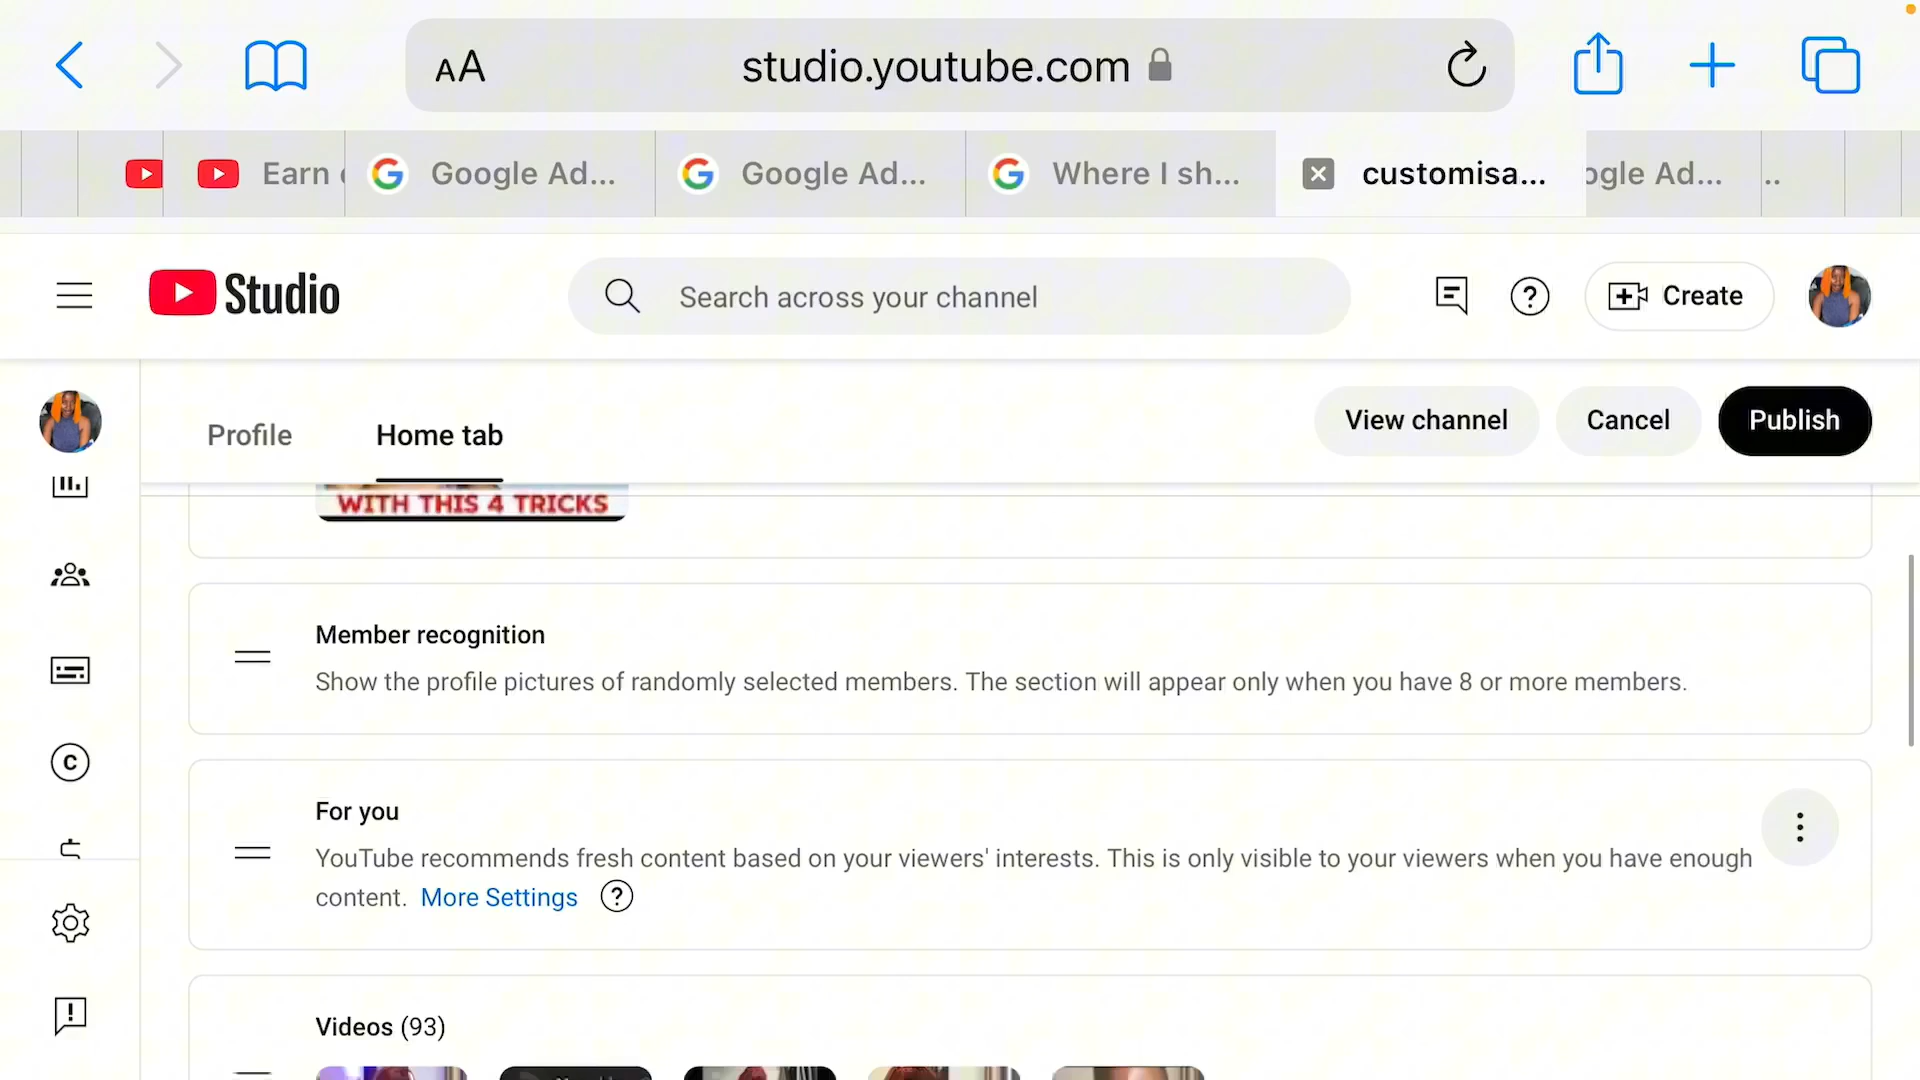 AA studio.youtube.com
Earn
Google Ad...
Google Ad...
Where I sh...
customisa...
ogle Ad...
..
Studio
Search across your channel
Create
Profile
Home tab
View channel
Cancel
Publish
WITH THIS 4 TRICKS
Member recognition
Show the profile pictures of randomly selected members. The section will appear only when you have 8 or more members.
For you
YouTube recommends fresh content based on your viewers' interests. This is only visible to your viewers when you have enough
content. More Settings
Videos (93)